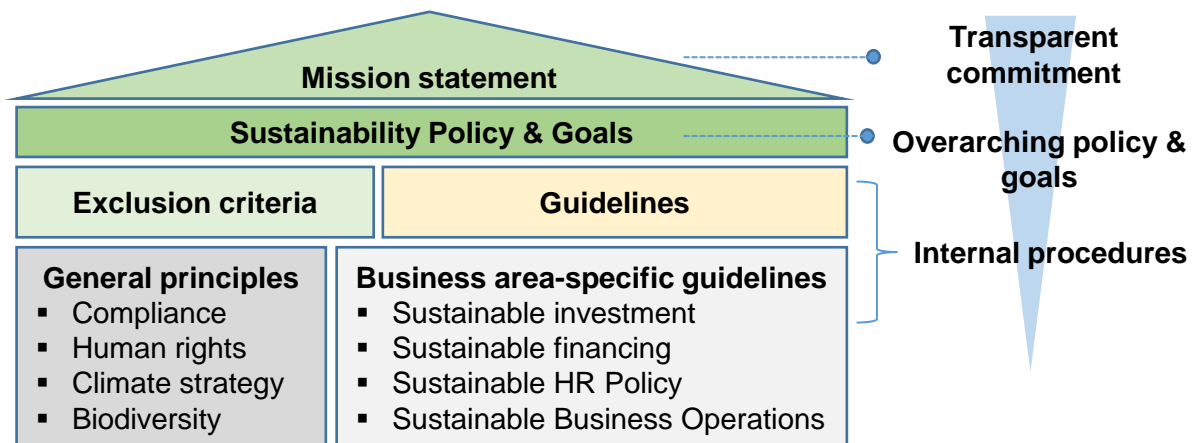 Mission statement
Transparent
commitment
Sustainability Policy & Goals
Overarching policy &
goals
Exclusion criteria
Guidelines
Internal procedures
General principles
▪ Compliance
▪ Human rights
▪ Climate strategy
▪ Biodiversity
Business area-specific guidelines
▪ Sustainable investment
▪ Sustainable financing
▪ Sustainable HR Policy
▪ Sustainable Business Operations